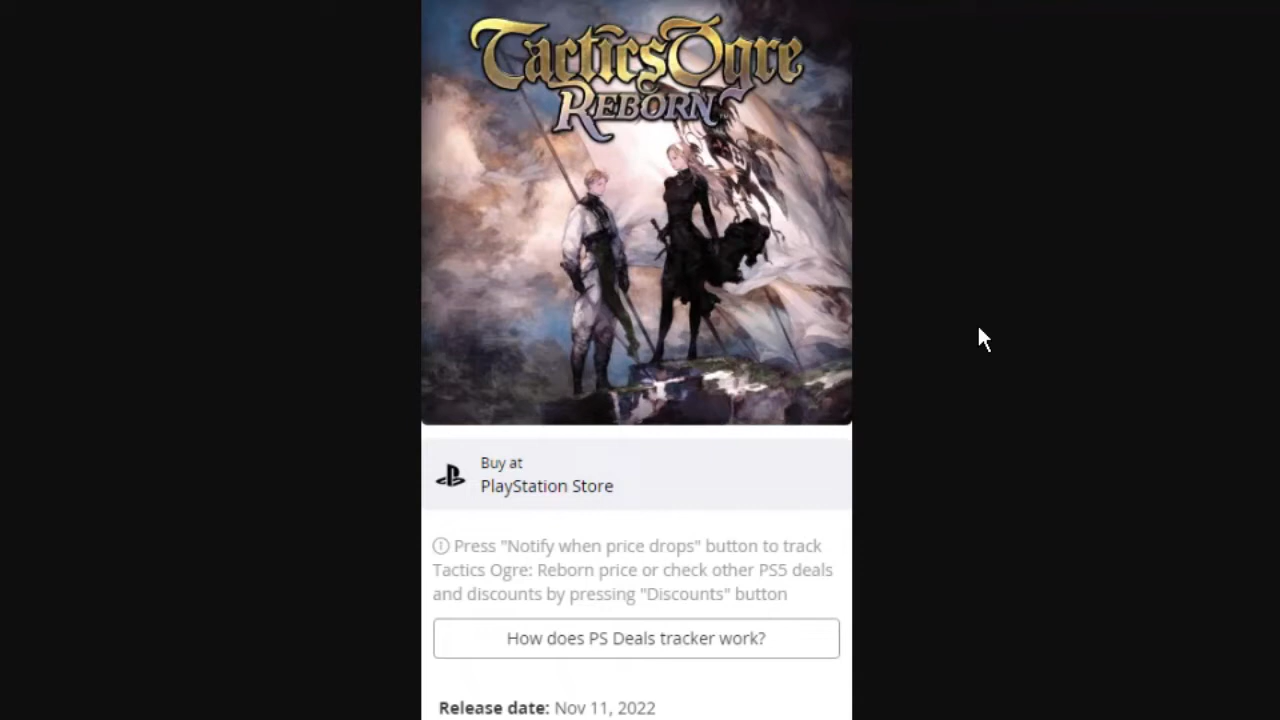 Tactics Ogre
REBORN
Buy at
PlayStation Store
Press "Notify when price drops" button to track
Tactics Ogre: Reborn price or check other PS5 deals
and discounts by pressing "Discounts" button
How does PS Deals tracker work?
Release date: Nov 11, 2022